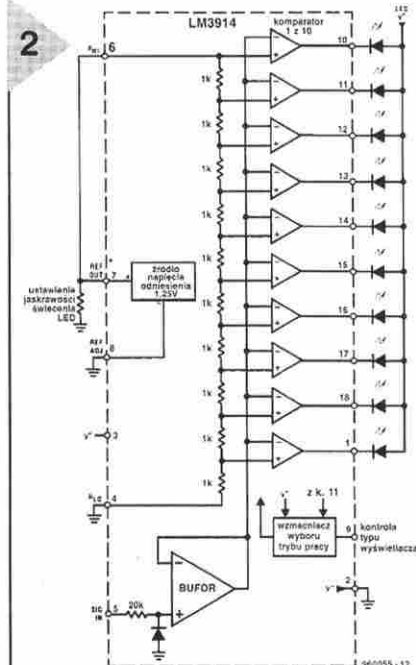 2
LM3914
komparator
1 z 10
LED
V⁺
RHI
6
10
11
12
13
14
15
16
17
18
1
1k
1k
1k
1k
1k
1k
1k
1k
1k
1k
REF
OUT
7
źródło
napięcia
odniesienia
1,25V
ustawienie
jaskrawości
świecenia
LED
REF
ADJ
8
V⁺
3
RLO
4
V⁺
z k. 11
wzmacniacz
wyboru
trybu pracy
9
kontrola
typu
wyświetlacza
BUFOR
V⁻
2
SIG
IN
5
20k